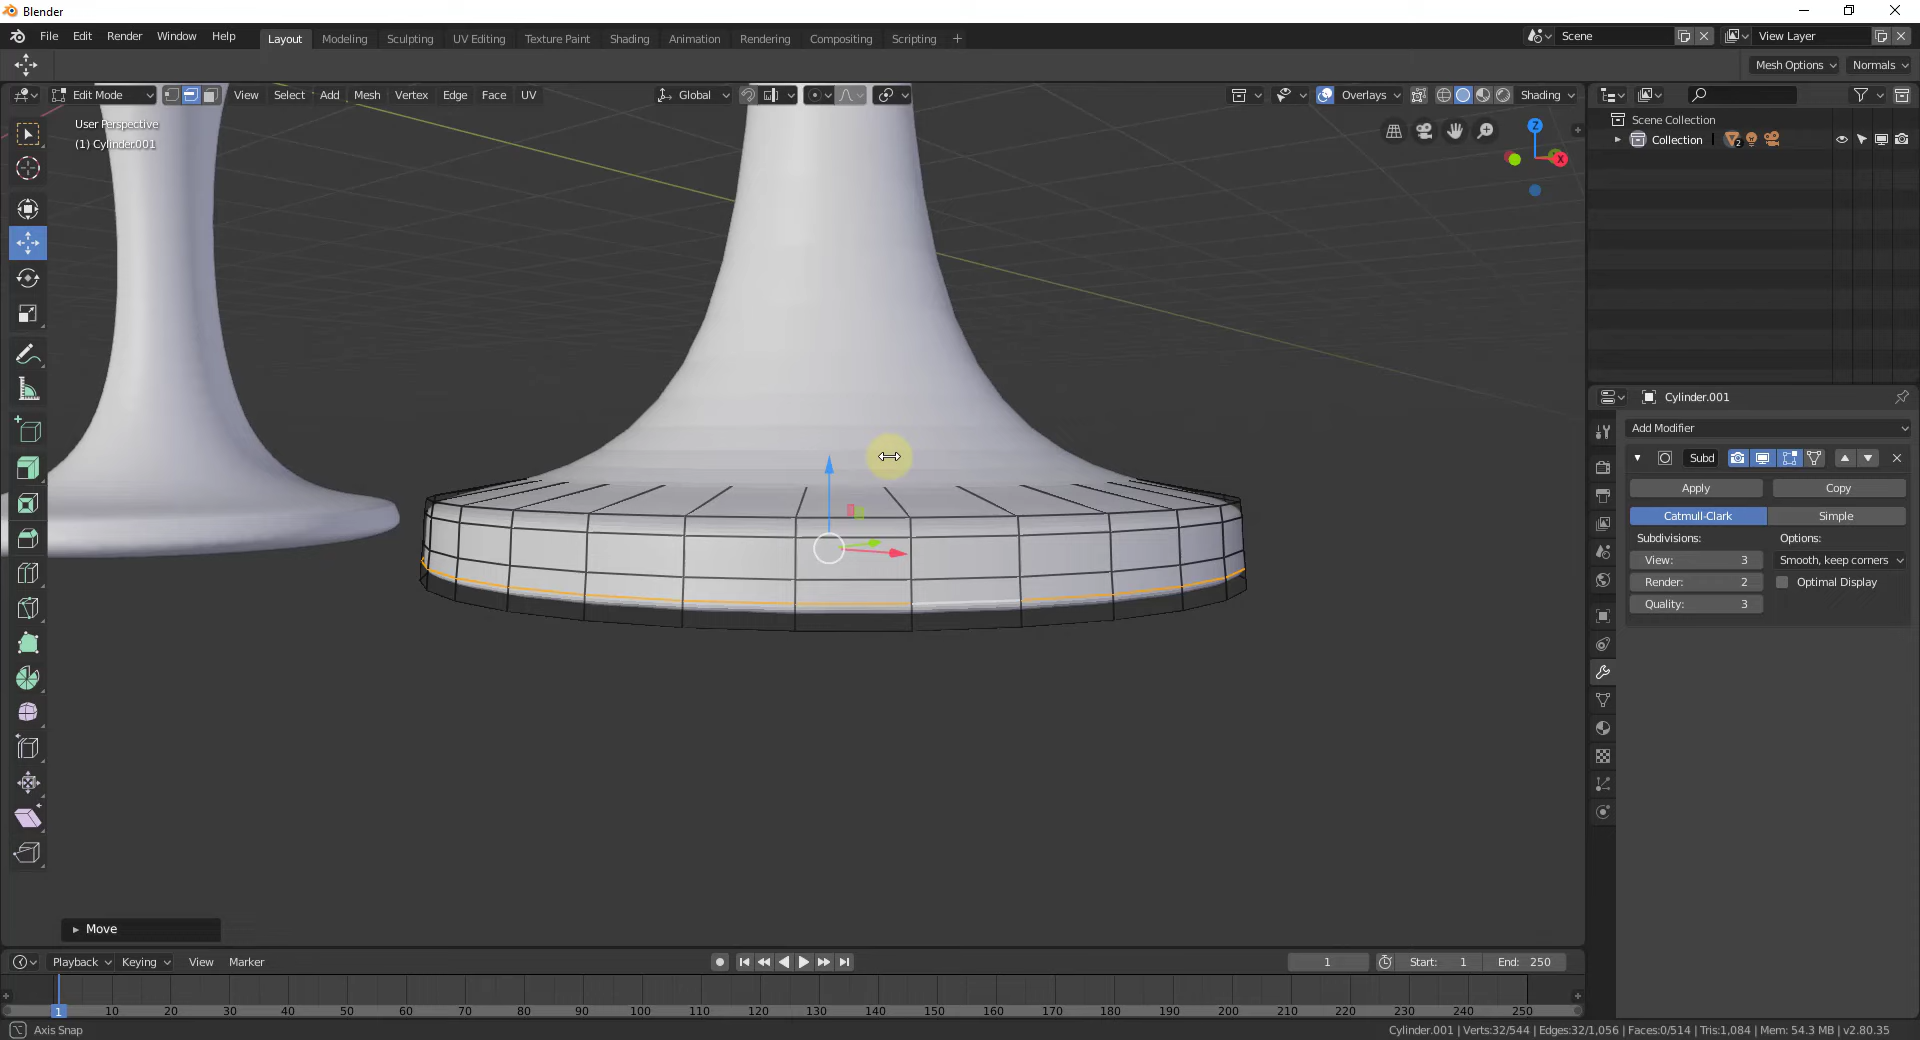 Blender
File Edit Render Window Help Layout Modeling Sculpting UV Editing Texture Paint Shading Animation Rendering Compositing Scripting + Scene View Layer
Mesh Options Normals
Edit Mode View Select Add Mesh Vertex Edge Face UV Global Overlays Shading
User Perspective
(1) Cylinder.001
Z
X
Scene Collection
Collection 2
Cylinder.001
Add Modifier
Subd
Apply Copy
Catmull-Clark Simple
Subdivisions: Options:
View: 3 Smooth, keep corners
Render: 2 Optimal Display
Quality: 3
Move
Playback Keying View Marker 1 Start: 1 End: 250
1 10 20 30 40 50 60 70 80 90 100 110 120 130 140 150 160 170 180 190 200 210 220 230 240 250
Axis Snap Cylinder.001 | Verts:32/544 | Edges:32/1,056 | Faces:0/514 | Tris:1,084 | Mem: 54.3 MB | v2.80.35